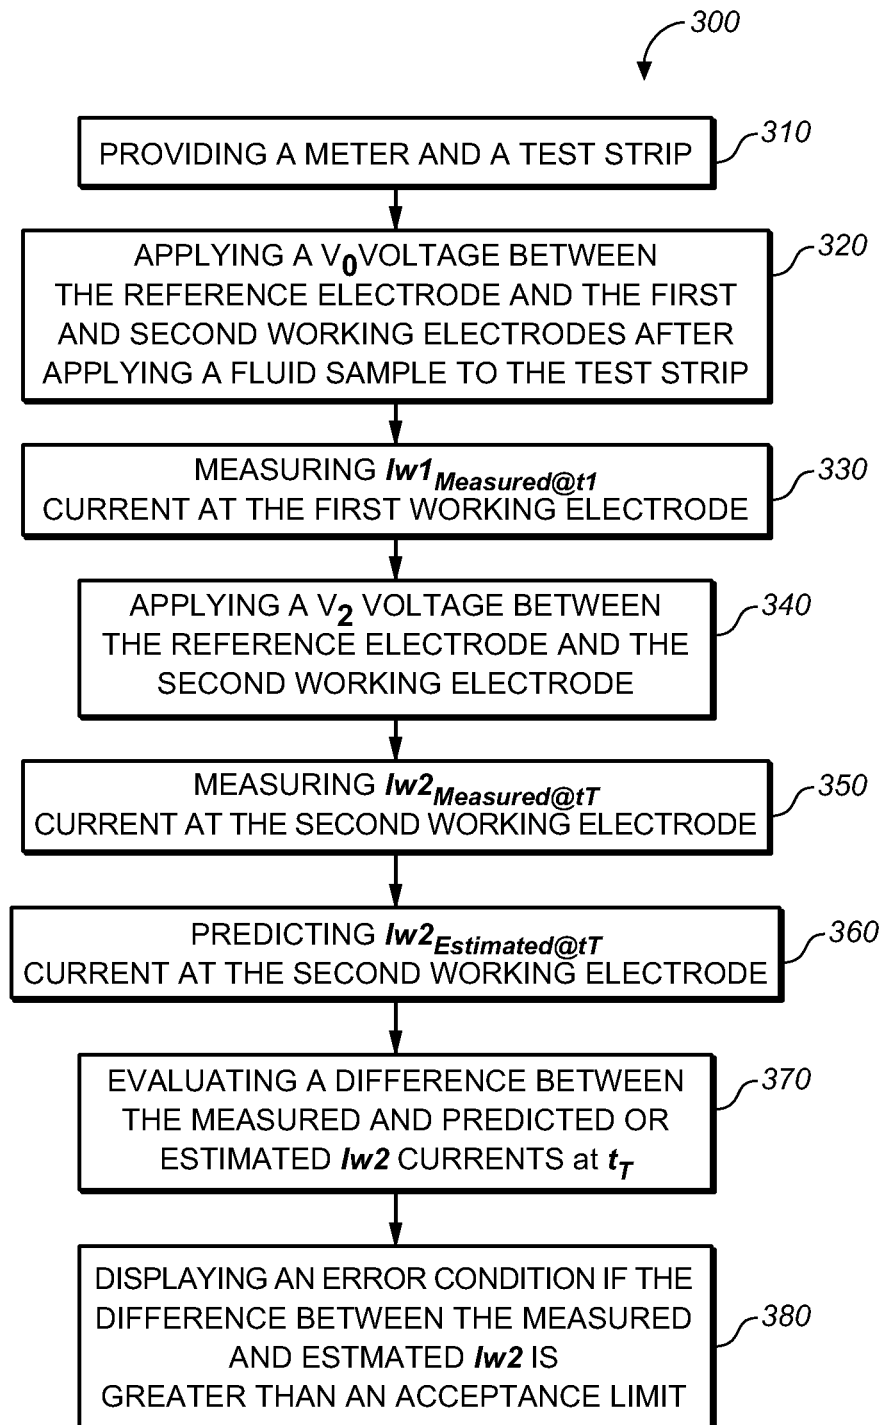 300
PROVIDING A METER AND A TEST STRIP
310
APPLYING A V0VOLTAGE BETWEEN
THE REFERENCE ELECTRODE AND THE FIRST
AND SECOND WORKING ELECTRODES AFTER
APPLYING A FLUID SAMPLE TO THE TEST STRIP
320
MEASURING Iw1Measured@t1
CURRENT AT THE FIRST WORKING ELECTRODE
330
APPLYING A V2 VOLTAGE BETWEEN
THE REFERENCE ELECTRODE AND THE
SECOND WORKING ELECTRODE
340
MEASURING Iw2Measured@tT
CURRENT AT THE SECOND WORKING ELECTRODE
350
PREDICTING Iw2Estimated@tT
CURRENT AT THE SECOND WORKING ELECTRODE
360
EVALUATING A DIFFERENCE BETWEEN
THE MEASURED AND PREDICTED OR
ESTIMATED Iw2 CURRENTS at tT
370
DISPLAYING AN ERROR CONDITION IF THE
DIFFERENCE BETWEEN THE MEASURED
AND ESTMATED Iw2 IS
GREATER THAN AN ACCEPTANCE LIMIT
380